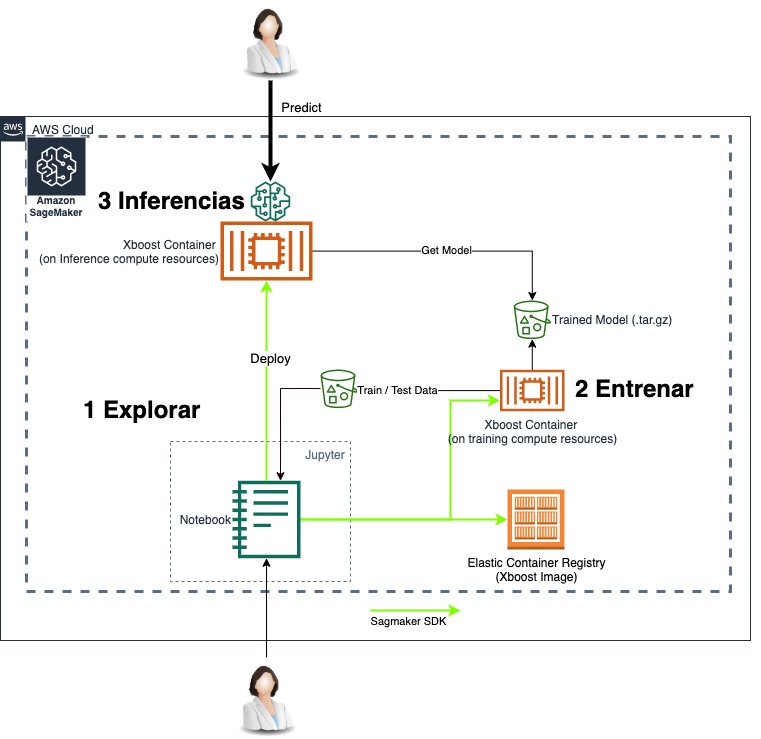 Predict
aws
AWS Cloud
Amazon
SageMaker
3 Inferencias
Xboost Container
(on Inference compute resources)
Get Model
Trained Model (.tar.gz)
Deploy
Train / Test Data
2 Entrenar
1 Explorar
Xboost Container
(on training compute resources)
Jupyter
Notebook
Elastic Container Registry
(Xboost Image)
Sagmaker SDK